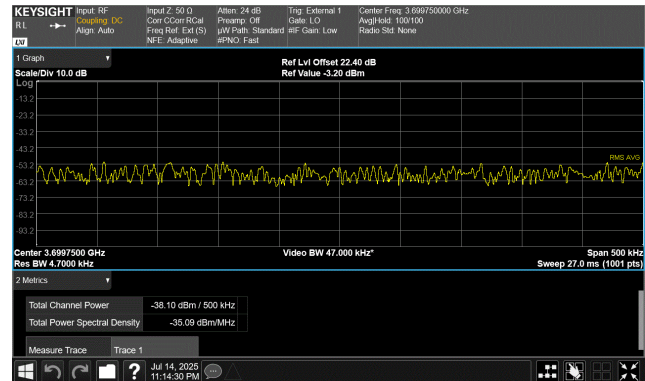 KEYSIGHT Input: RF Input Z: 50 Ω Atten: 24 dB Trig: External 1 Center Freq: 3.699750000 GHz
RL Coupling: DC Corr CCorr RCal Preamp: Off Gate: LO Avg|Hold: 100/100
Align: Auto Freq Ref: Ext (S) µW Path: Standard #IF Gain: Low Radio Std: None
LXI NFE: Adaptive #PNO: Fast
1 Graph
Ref Lvl Offset 22.40 dB
Scale/Div 10.0 dB Ref Value -3.20 dBm
Log
-13.2
-23.2
-33.2
-43.2
RMS AVG
-53.2
-63.2
-73.2
-83.2
-93.2
Center 3.6997500 GHz Video BW 47.000 kHz* Span 500 kHz
Res BW 4.7000 kHz Sweep 27.0 ms (1001 pts)
2 Metrics
Total Channel Power -38.10 dBm / 500 kHz
Total Power Spectral Density -35.09 dBm/MHz
Measure Trace Trace 1
? Jul 14, 2025
11:14:30 PM